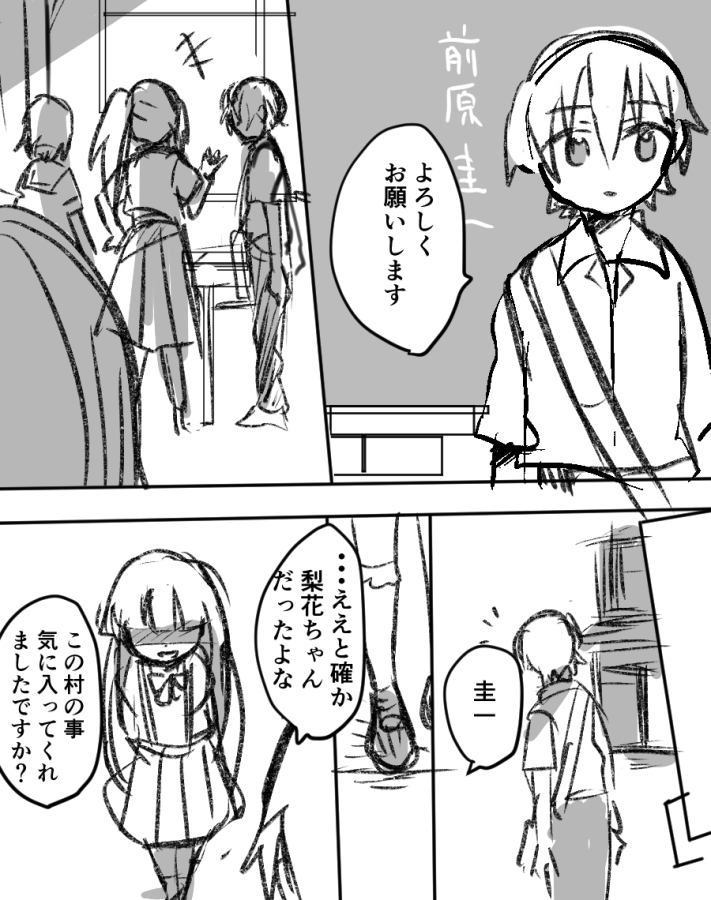 前原圭一
よろしく
お願いします
圭一
・・・ええと確か
梨花ちゃん
だったよな
この村の事
気に入ってくれ
ましたですか？